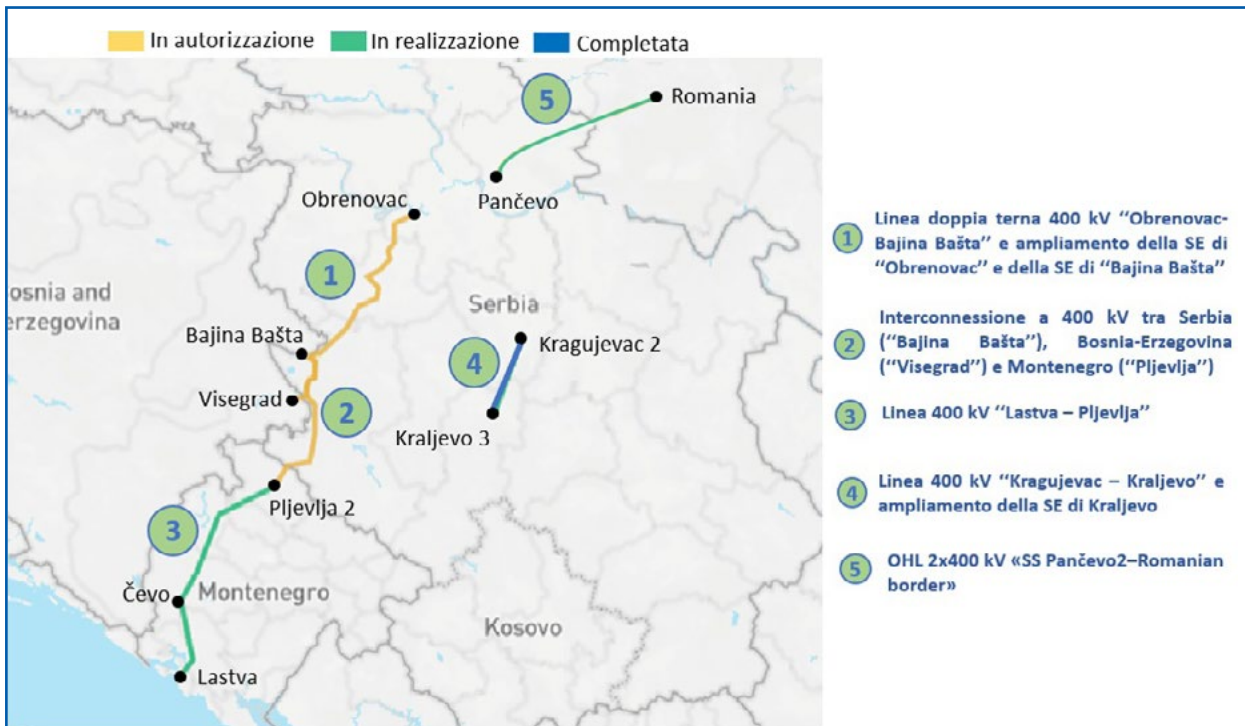 In autorizzazione
In realizzazione
Completata
5
Romania
Obrenovac
Pančevo
1
osnia and
erzegovina
Serbia
Bajina Bašta
Kragujevac 2
4
Visegrad
2
Kraljevo 3
Pljevlja 2
3
Čevo
Montenegro
Kosovo
Lastva
1
Linea doppia terna 400 kV “Obrenovac-
Bajina Bašta” e ampliamento della SE di
“Obrenovac” e della SE di “Bajina Bašta”
2
Interconnessione a 400 kV tra Serbia
(“Bajina Bašta”), Bosnia-Erzegovina
(“Visegrad”) e Montenegro (“Pljevlja”)
3
Linea 400 kV “Lastva – Pljevlja”
4
Linea 400 kV “Kragujevac – Kraljevo” e
ampliamento della SE di Kraljevo
5
OHL 2x400 kV «SS Pančevo2–Romanian
border»